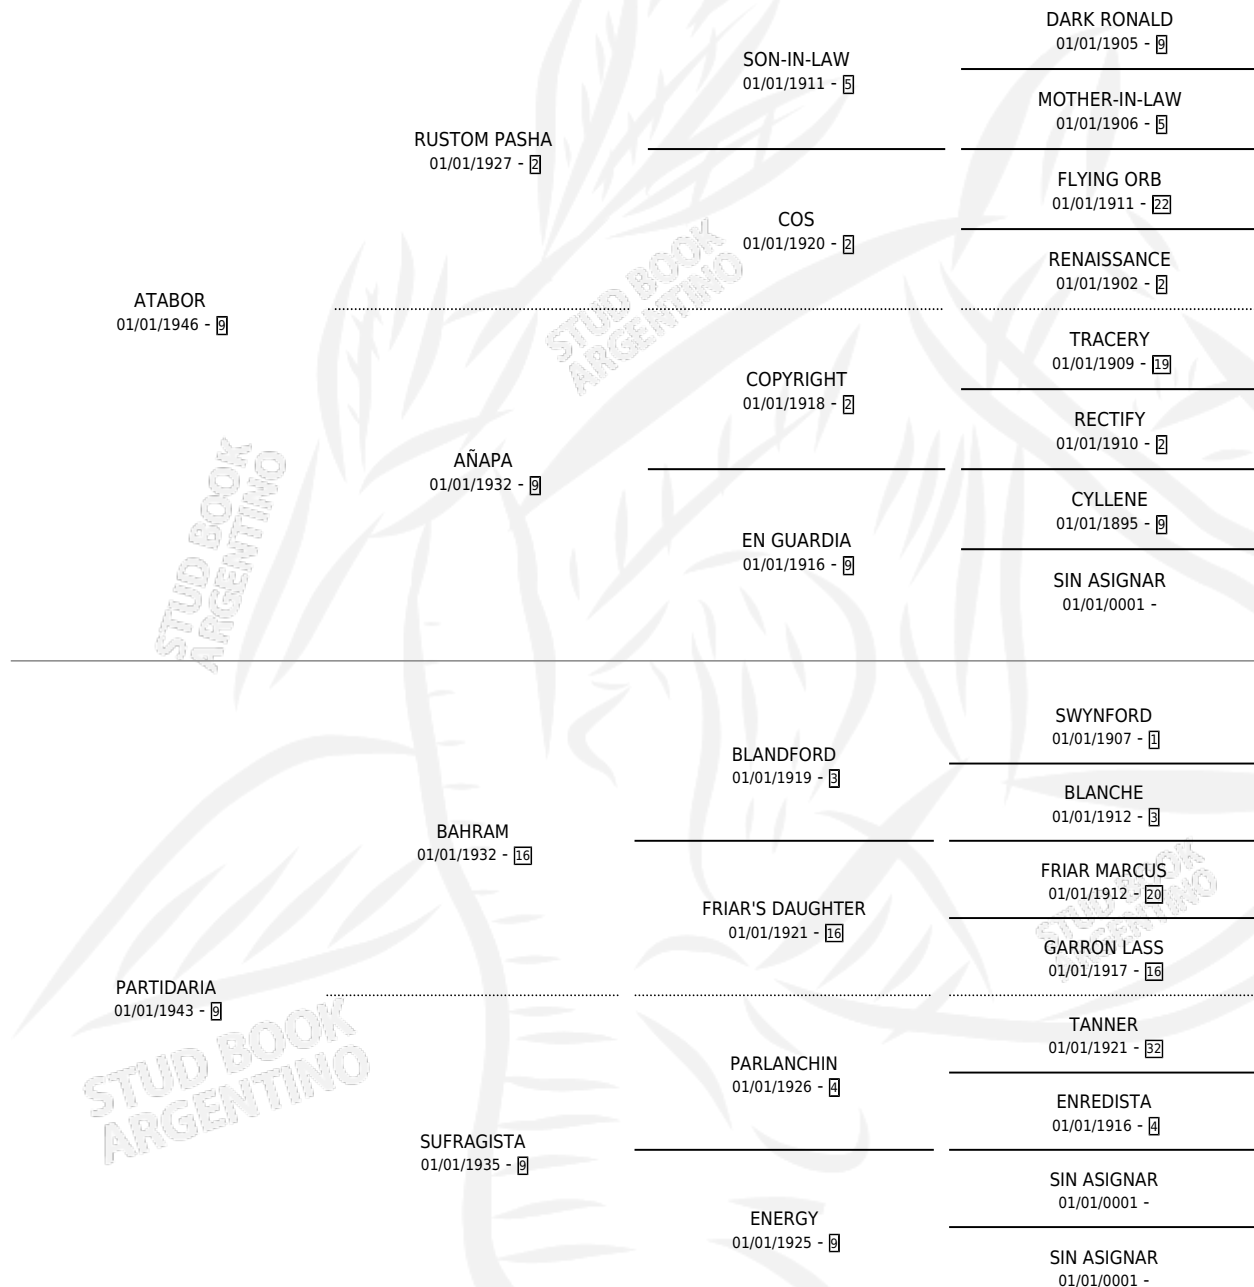 DARK RONALD
01/01/1905 - 9
SON-IN-LAW
01/01/1911 - 5
MOTHER-IN-LAW
01/01/1906 - 5
RUSTOM PASHA
01/01/1927 - 2
FLYING ORB
01/01/1911 - 22
COS
01/01/1920 - 2
RENAISSANCE
01/01/1902 - 2
ATABOR
01/01/1946 - 9
TRACERY
01/01/1909 - 19
COPYRIGHT
01/01/1918 - 2
RECTIFY
01/01/1910 - 2
AÑAPA
01/01/1932 - 9
CYLLENE
01/01/1895 - 9
EN GUARDIA
01/01/1916 - 9
SIN ASIGNAR
01/01/0001 -
SWYNFORD
01/01/1907 - 1
BLANDFORD
01/01/1919 - 3
BLANCHE
01/01/1912 - 3
BAHRAM
01/01/1932 - 16
FRIAR MARCUS
01/01/1912 - 20
FRIAR'S DAUGHTER
01/01/1921 - 16
GARRON LASS
01/01/1917 - 16
PARTIDARIA
01/01/1943 - 9
TANNER
01/01/1921 - 32
PARLANCHIN
01/01/1926 - 4
ENREDISTA
01/01/1916 - 4
SUFRAGISTA
01/01/1935 - 9
SIN ASIGNAR
01/01/0001 -
ENERGY
01/01/1925 - 9
SIN ASIGNAR
01/01/0001 -
STUD BOOK
ARGENTINO
STUD BOOK
ARGENTINO
STUD BOOK
ARGENTINO
STUD BOOK
ARGENTINO